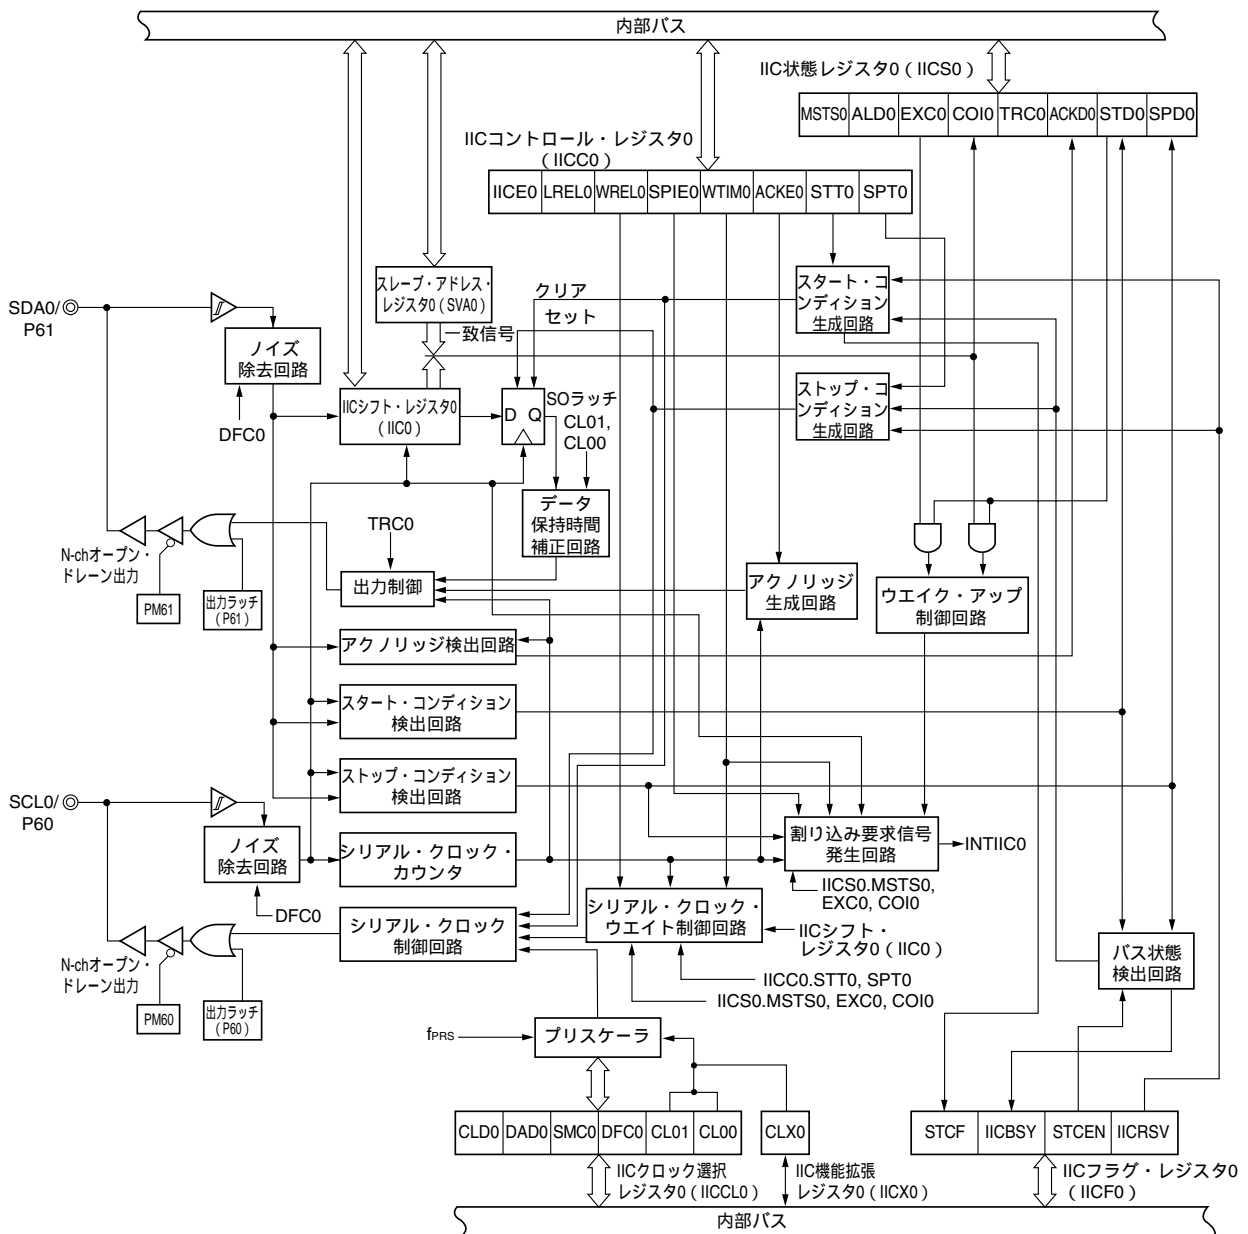 内部バス
IIC状態レジスタ0（IICS0）
MSTS0 ALD0 EXC0 COI0 TRC0 ACKD0 STD0 SPD0
IICコントロール・レジスタ0
（IICC0）
IICE0 LREL0 WREL0 SPIE0 WTIM0 ACKE0 STT0 SPT0
スレーブ・アドレス・
レジスタ0（SVA0）
クリア
セット
一致信号
スタート・コ
ンディション
生成回路
SDA0/
P61
ノイズ
除去回路
DFC0
IICシフト・レジスタ0
（IIC0）
D Q
SOラッチ
CL01,
CL00
ストップ・コ
ンディション
生成回路
データ
保持時間
補正回路
TRC0
N-chオープン・
ドレーン出力
PM61
出力ラッチ
（P61）
出力制御
アクノリッジ
生成回路
ウエイク・アップ
制御回路
アクノリッジ検出回路
スタート・コンディション
検出回路
ストップ・コンディション
検出回路
SCL0/
P60
ノイズ
除去回路
DFC0
シリアル・クロック・
カウンタ
割り込み要求信号
発生回路
INTIIC0
IICS0.MSTS0,
EXC0, COI0
シリアル・クロック
制御回路
シリアル・クロック・
ウエイト制御回路
IICシフト・
レジスタ0（IIC0）
IICC0.STT0, SPT0
IICS0.MSTS0, EXC0, COI0
バス状態
検出回路
N-chオープン・
ドレーン出力
PM60
出力ラッチ
（P60）
fPRS
プリスケーラ
CLD0 DAD0 SMC0 DFC0 CL01 CL00
CLX0
STCF IICBSY STCEN IICRSV
IICクロック選択
レジスタ0（IICCL0）
IIC機能拡張
レジスタ0（IICX0）
IICフラグ・レジスタ0
（IICF0）
内部バス